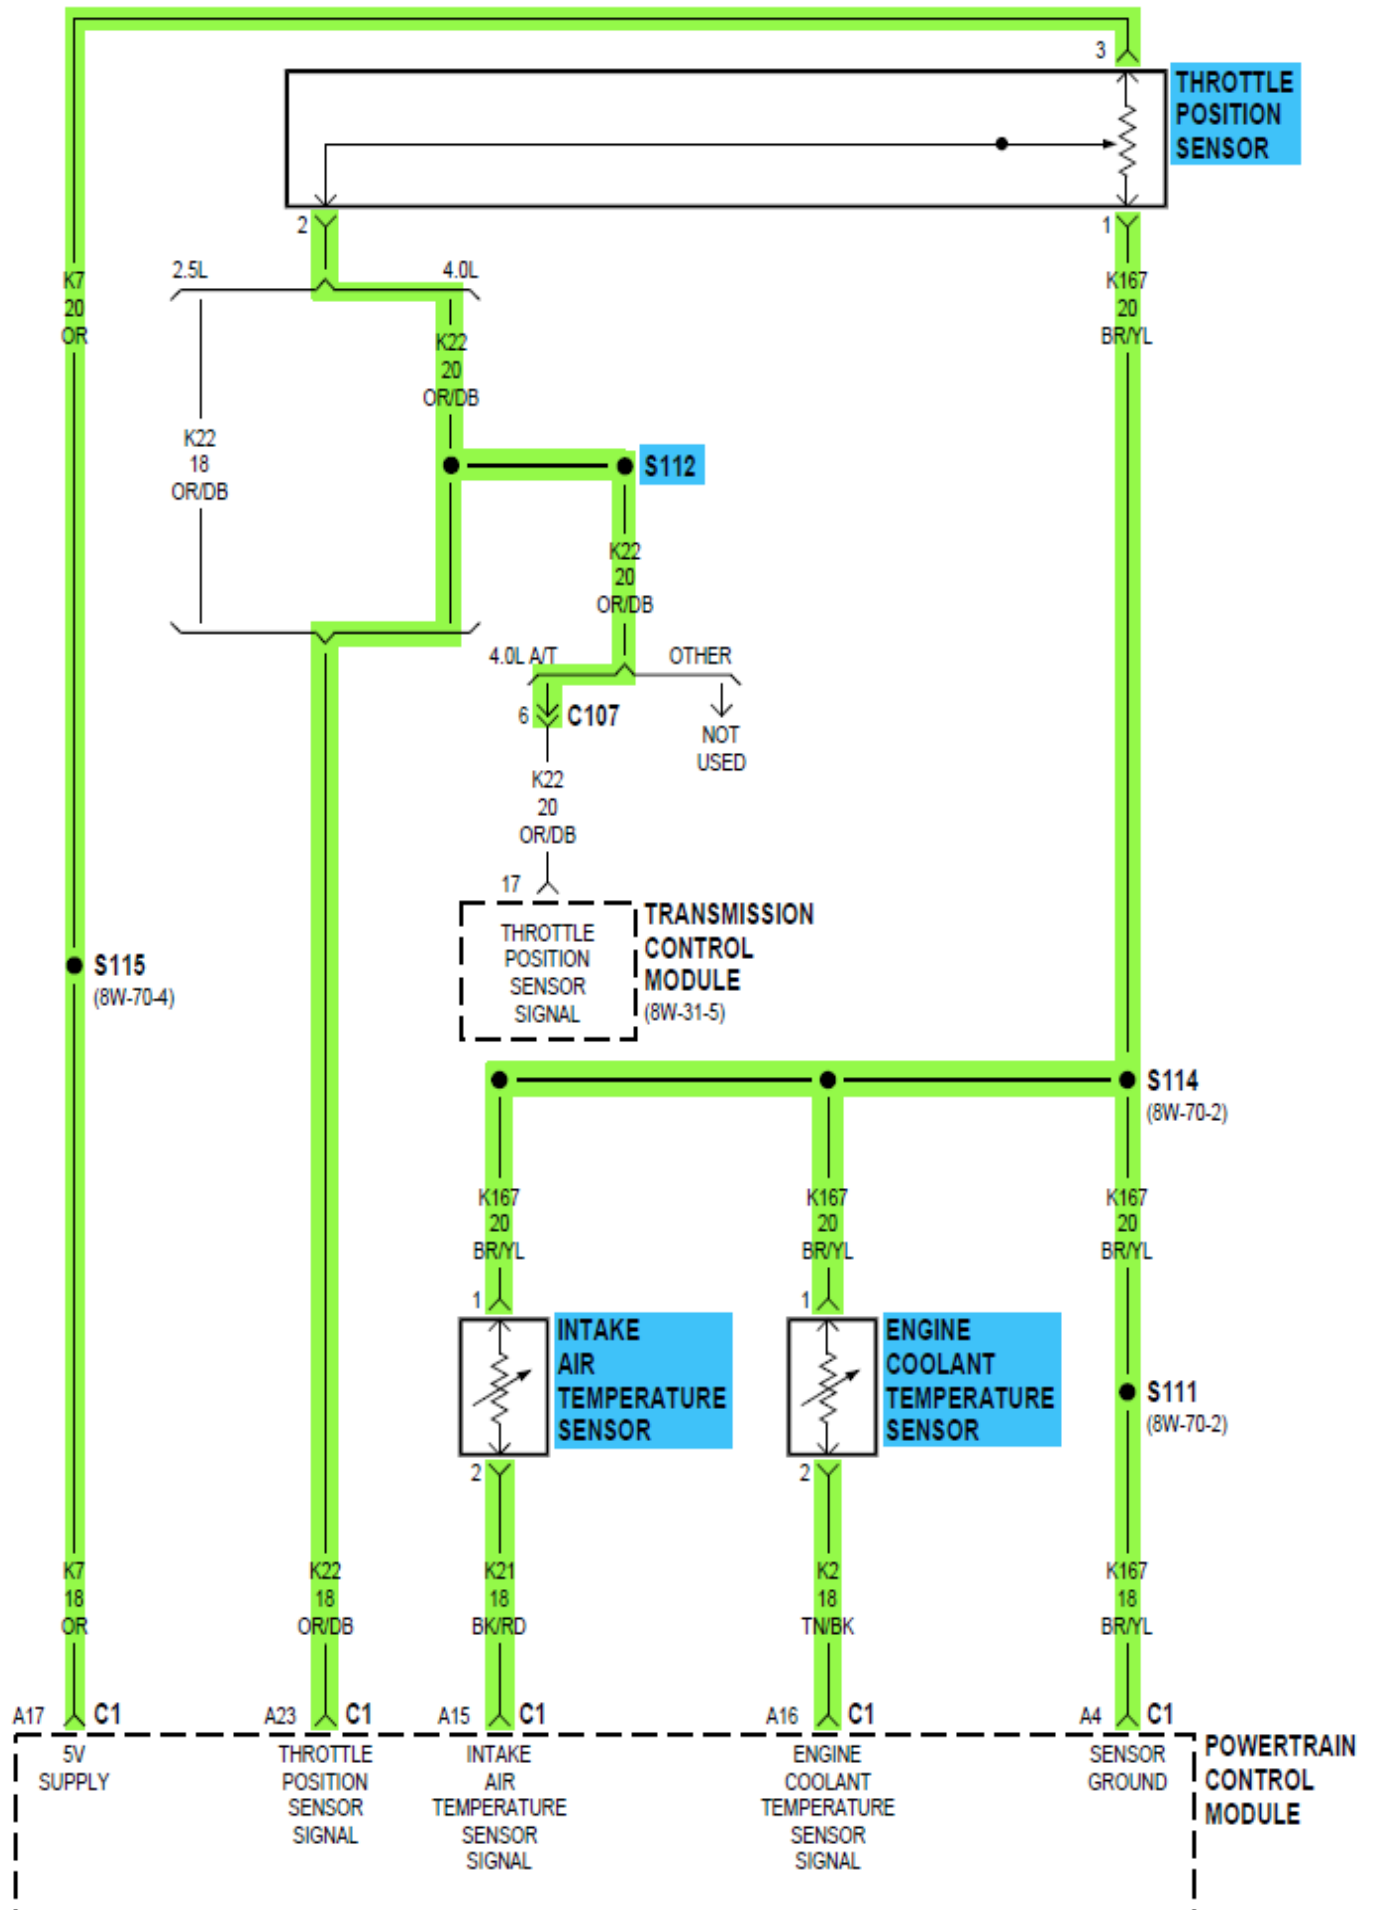 3
THROTTLE
POSITION
SENSOR
2
1
2.5L
4.0L
K7
20
OR
K167
20
BR/YL
K22
20
OR/DB
K22
18
OR/DB
S112
K22
20
OR/DB
4.0L A/T
OTHER
6
C107
NOT
USED
K22
20
OR/DB
17
THROTTLE
POSITION
SENSOR
SIGNAL
TRANSMISSION
CONTROL
MODULE
(8W-31-5)
S115
(8W-70-4)
S114
(8W-70-2)
K167
20
BR/YL
K167
20
BR/YL
K167
20
BR/YL
1
INTAKE
AIR
TEMPERATURE
SENSOR
1
ENGINE
COOLANT
TEMPERATURE
SENSOR
S111
(8W-70-2)
2
2
K7
18
OR
K22
18
OR/DB
K21
18
BK/RD
K2
18
TN/BK
K167
18
BR/YL
A17 C1
A23 C1
A15 C1
A16 C1
A4 C1
5V
SUPPLY
THROTTLE
POSITION
SENSOR
SIGNAL
INTAKE
AIR
TEMPERATURE
SENSOR
SIGNAL
ENGINE
COOLANT
TEMPERATURE
SENSOR
SIGNAL
SENSOR
GROUND
POWERTRAIN
CONTROL
MODULE